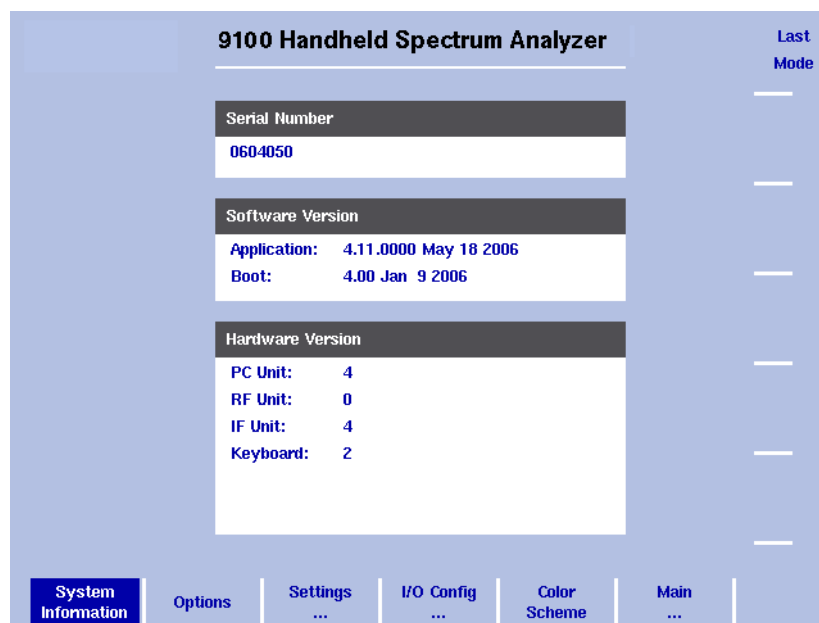 9100 Handheld Spectrum Analyzer
Last
Mode
Serial Number
0604050
Software Version
Application: 4.11.0000 May 18 2006
Boot: 4.00 Jan 9 2006
Hardware Version
PC Unit: 4
RF Unit: 0
IF Unit: 4
Keyboard: 2
System
Information
Options
Settings
...
I/O Config
...
Color
Scheme
Main
...